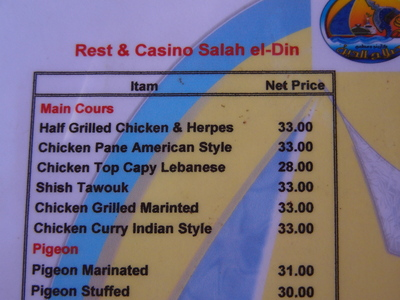 Rest & Casino Salah el-Din
Itam Net Price
Main Cours
Half Grilled Chicken & Herpes 33.00
Chicken Pane American Style 33.00
Chicken Top Capy Lebanese 28.00
Shish Tawouk 33.00
Chicken Grilled Marinted 33.00
Chicken Curry Indian Style 33.00
Pigeon
Pigeon Marinated 31.00
Pigeon Stuffed 30.00